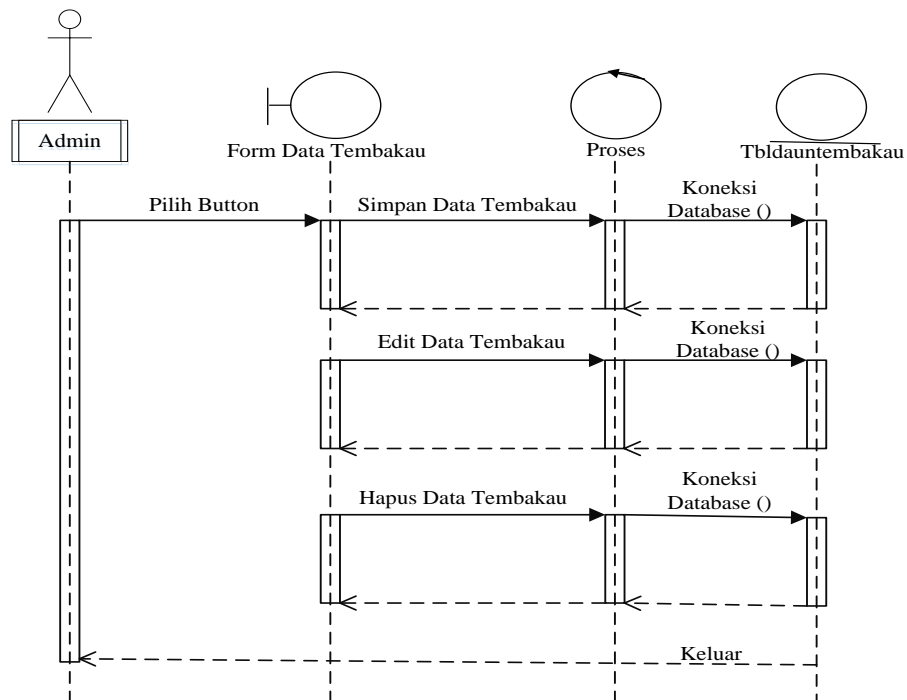 Admin
Form Data Tembakau
Proses
Tbldauntembakau
Pilih Button
Simpan Data Tembakau
Koneksi
Database ()
Edit Data Tembakau
Koneksi
Database ()
Hapus Data Tembakau
Koneksi
Database ()
Keluar